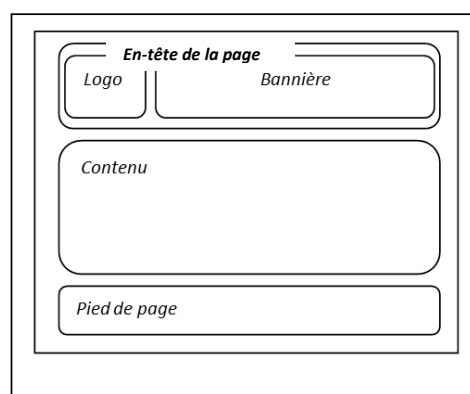 En-tête de la page
Logo
Bannière
Contenu
Pied de page